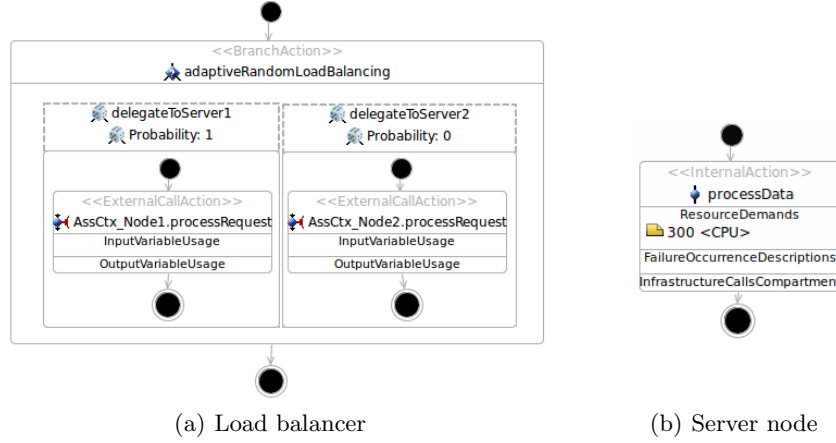 <<BranchAction>>
adaptiveRandomLoadBalancing
delegateToServer1
Probability: 1
<<ExternalCallAction>>
AssCtx_Node1.processRequest
InputVariableUsage
OutputVariableUsage
delegateToServer2
Probability: 0
<<ExternalCallAction>>
AssCtx_Node2.processRequest
InputVariableUsage
OutputVariableUsage
(a) Load balancer
<<InternalAction>>
processData
ResourceDemands
300 <CPU>
FailureOccurrenceDescriptions
InfrastructureCallsCompartmen
(b) Server node